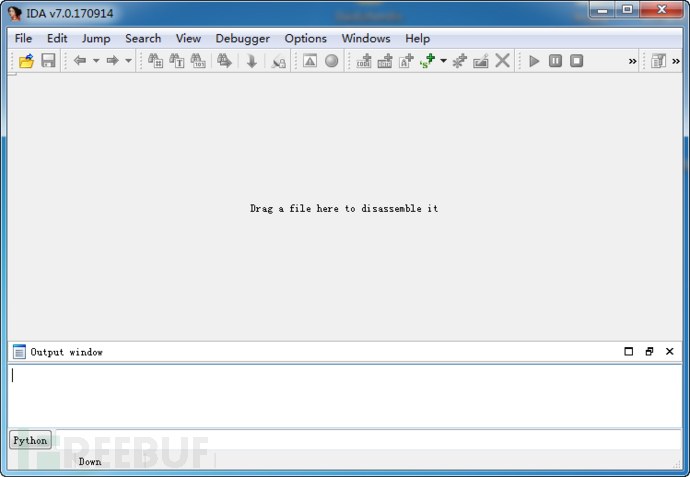 IDA v7.0.170914
File Edit Jump Search View Debugger Options Windows Help
Drag a file here to disassemble it
Output window
Python
FREEBUF
Down